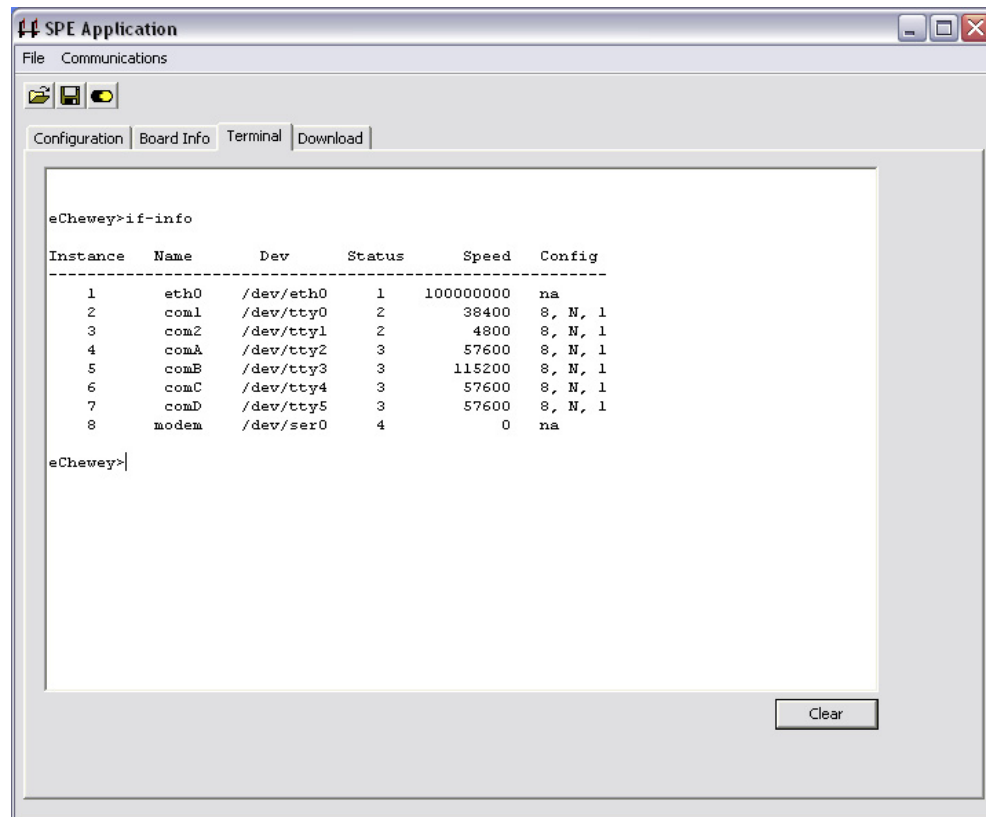 SPE Application
File Communications
Configuration Board Info Terminal Download
eChewey>if-info
Instance Name Dev Status Speed Config
------------------------------------------------------------
1 eth0 /dev/eth0 1 100000000 na
2 com1 /dev/tty0 2 38400 8, N, 1
3 com2 /dev/tty1 2 4800 8, N, 1
4 comA /dev/tty2 3 57600 8, N, 1
5 comB /dev/tty3 3 115200 8, N, 1
6 comC /dev/tty4 3 57600 8, N, 1
7 comD /dev/tty5 3 57600 8, N, 1
8 modem /dev/ser0 4 0 na
eChewey>
Clear